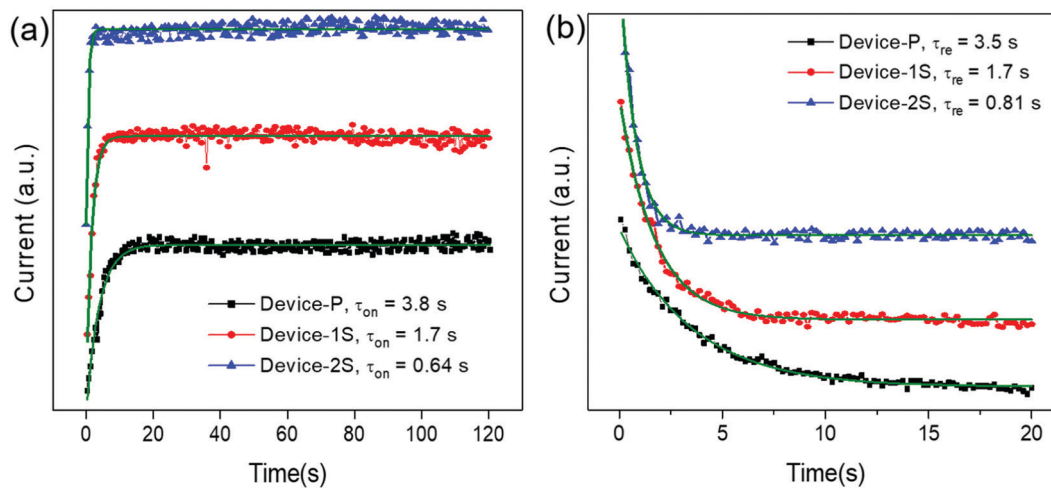 (a)
Current (a.u.)
Device-P, τon = 3.8 s
Device-1S, τon = 1.7 s
Device-2S, τon = 0.64 s
0 20 40 60 80 100 120
Time(s)
(b)
Current (a.u.)
Device-P, τre = 3.5 s
Device-1S, τre = 1.7 s
Device-2S, τre = 0.81 s
0 5 10 15 20
Time(s)